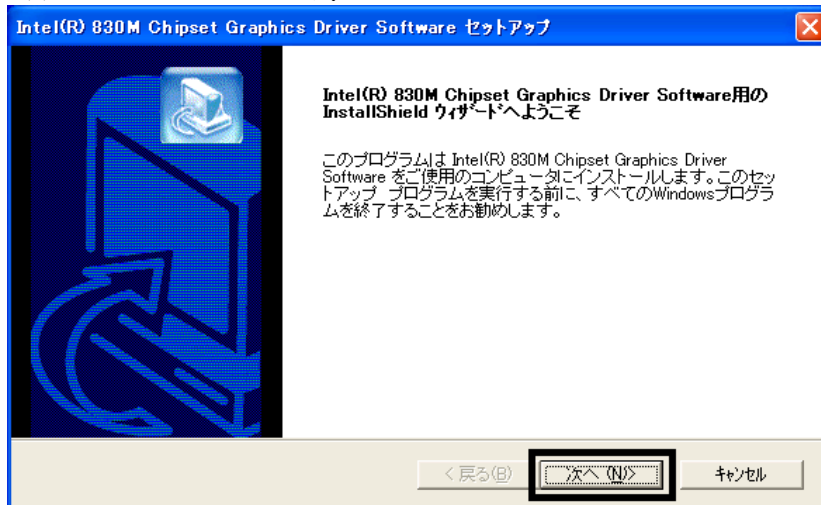 Intel(R) 830M Chipset Graphics Driver Software セットアップ
Intel(R) 830M Chipset Graphics Driver Software用の
InstallShield ウィザードへようこそ
このプログラムは Intel(R) 830M Chipset Graphics Driver
Software をご使用のコンピュータにインストールします。このセッ
トアップ プログラムを実行する前に、すべてのWindowsプログラ
ムを終了することをお勧めします。
< 戻る(B)
次へ (N)>
キャンセル